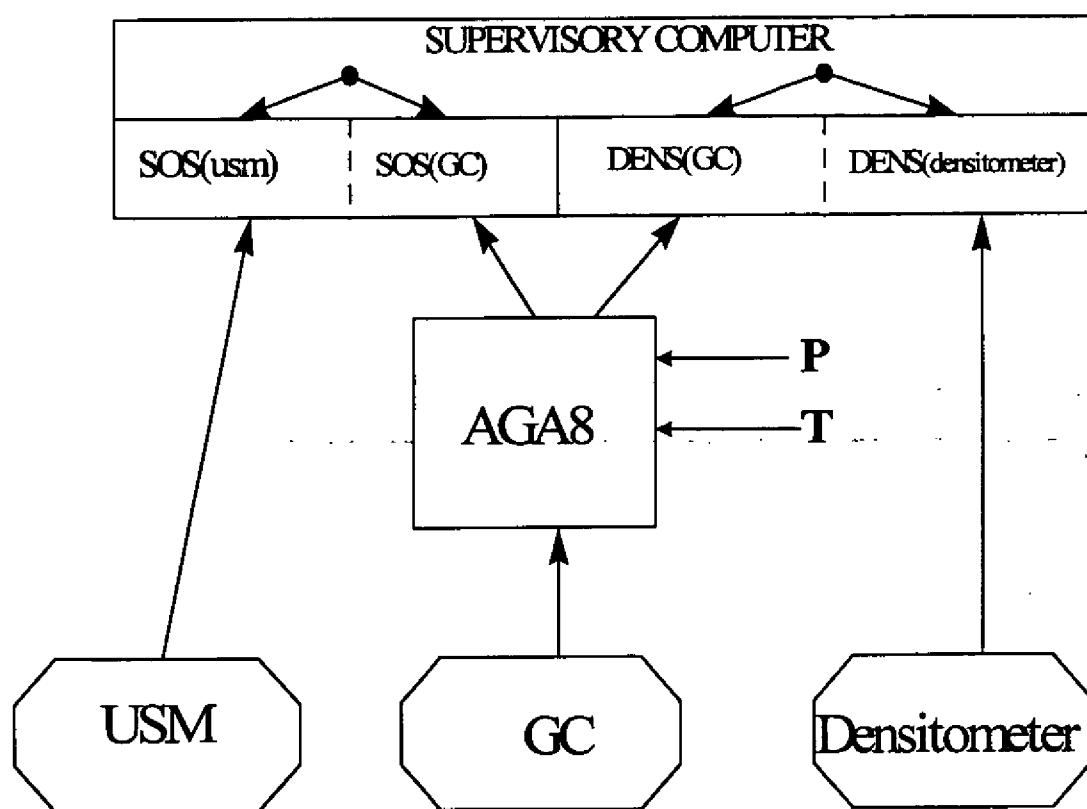 SUPERVISORY COMPUTER
SOS(usm) SOS(GC) DENS(GC) DENS(densitometer)
P
AGA8
T
USM GC Densitometer